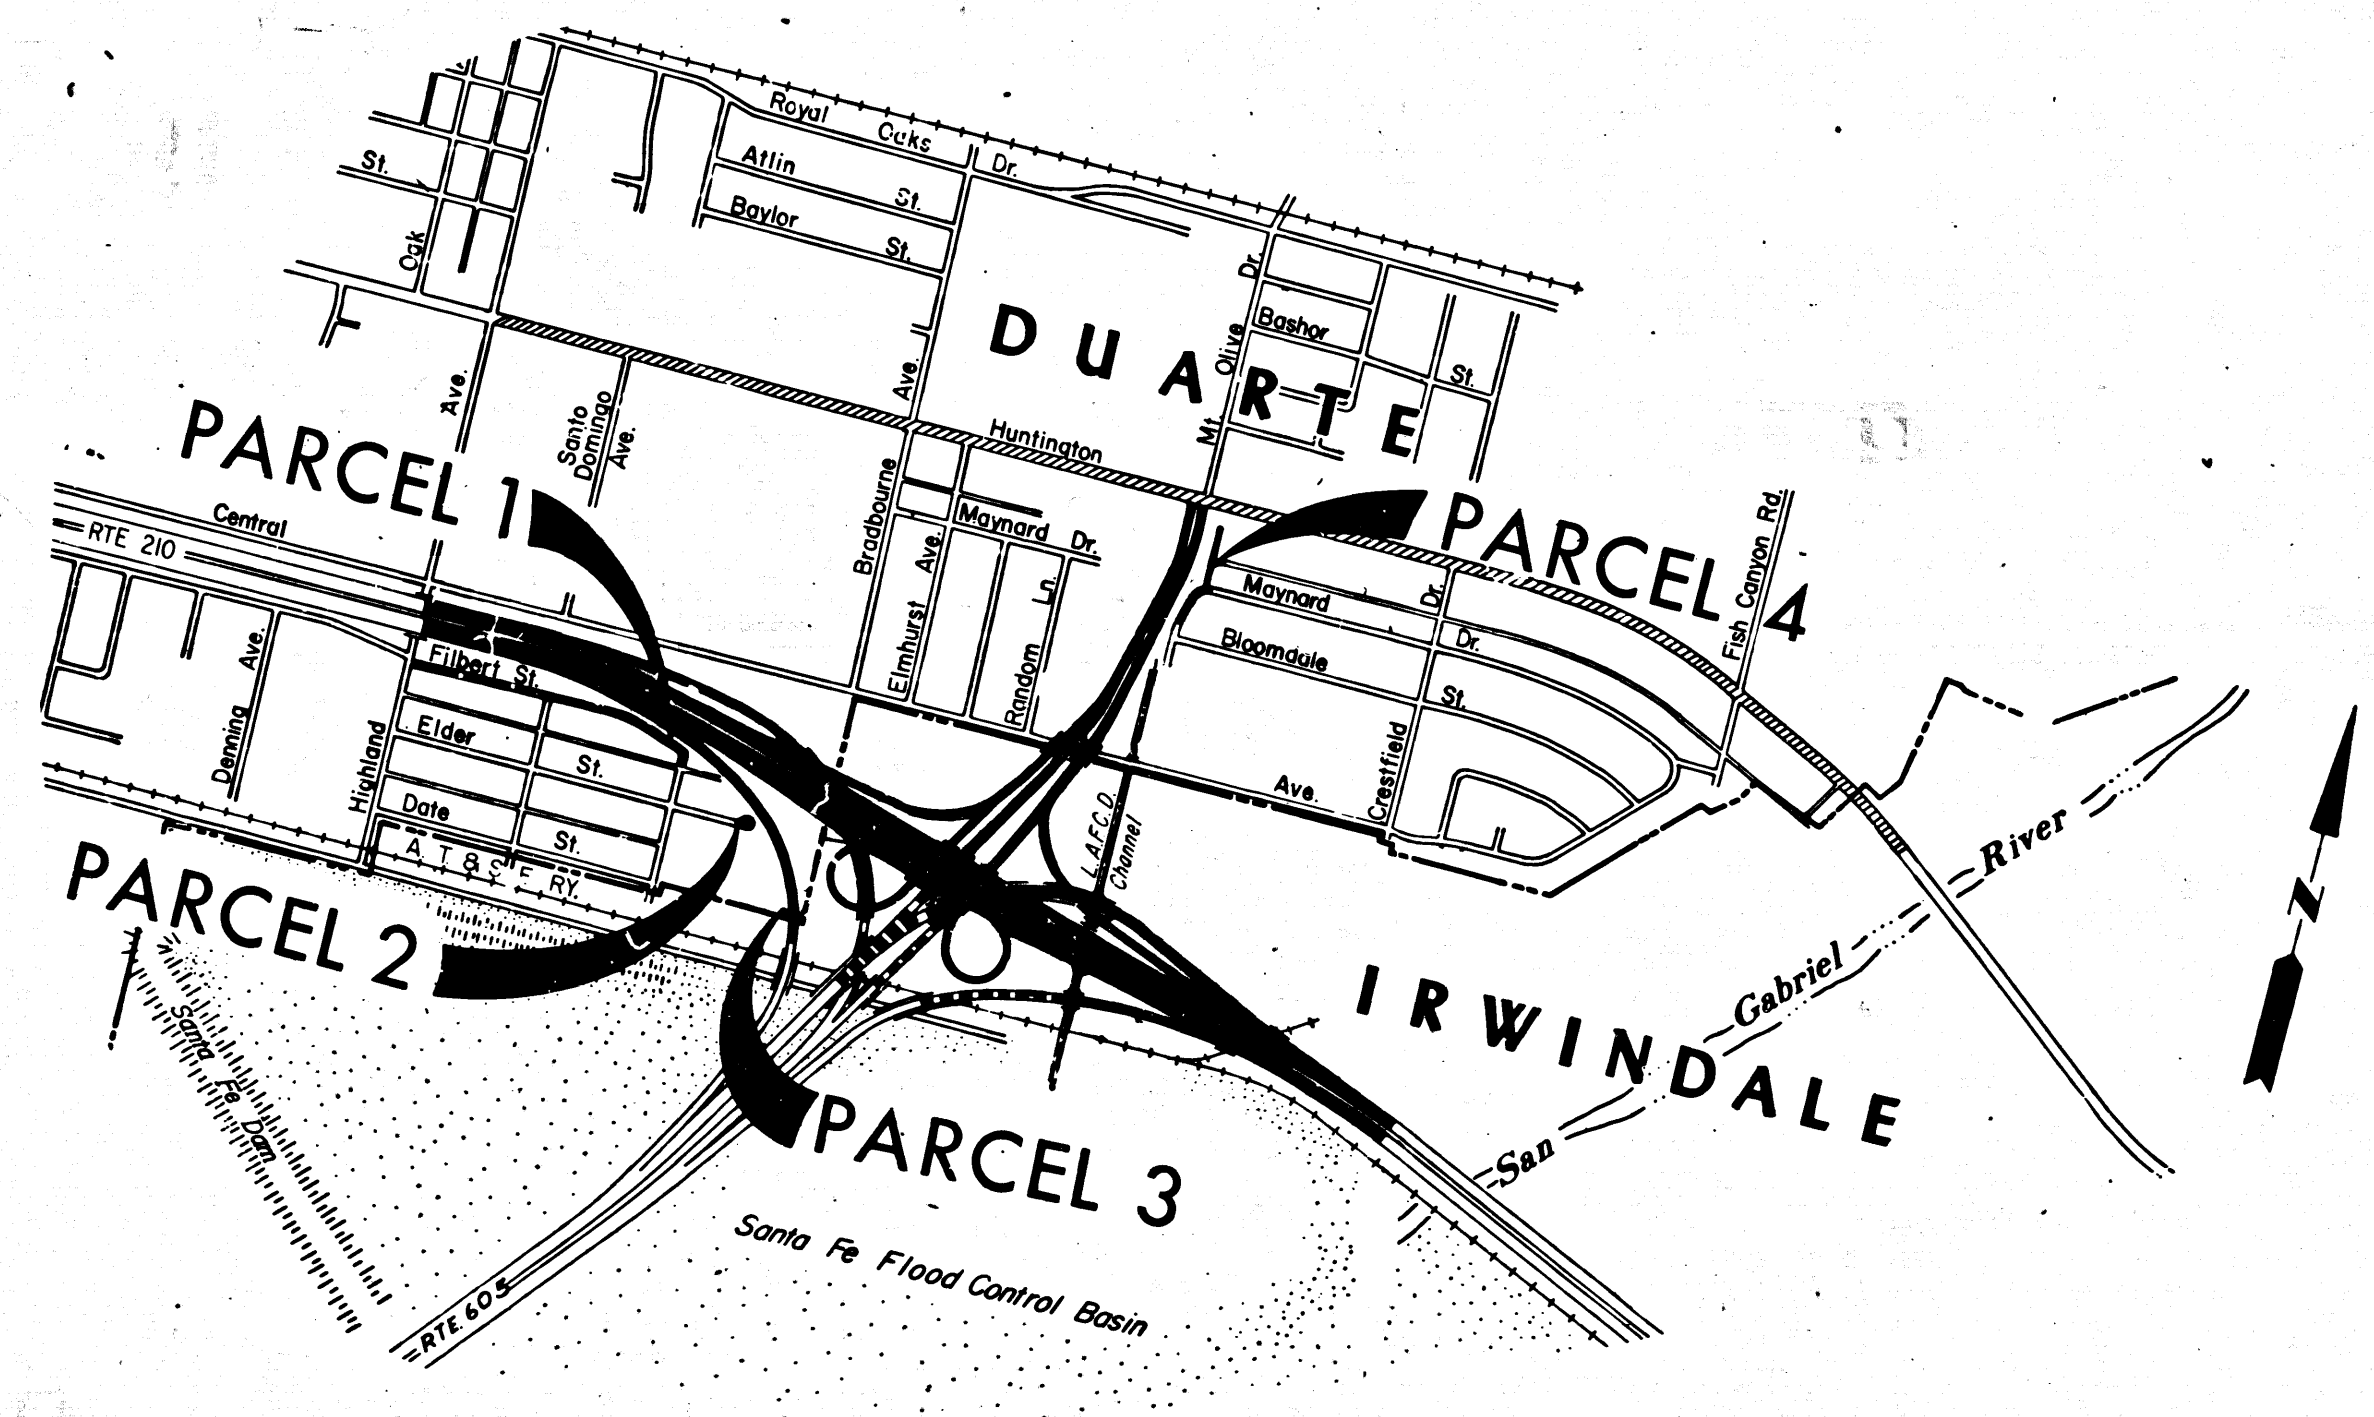 Royal Oaks Dr.
St.
Atlin St.
Baylor St.
Oak Ave.
DUARTE
Mt. Olive Dr.
Bashor St.
Santo Domingo Ave.
Ave.
Huntington
Bradbourne
PARCEL 1
PARCEL 4
Fish Canyon Rd.
Central
RTE 210
Maynard Dr.
Elmhurst Ave.
Random Ln.
Maynard Dr.
Dr.
Bloomdale St.
Crestfield
Filbert St.
Denning Ave.
Highland
Elder St.
Date St.
A. T. & S. F. RY.
Ave.
L.A.F.C.D. Channel
PARCEL 2
San Gabriel River
IRWINDALE
N
Santa Fe Dam
PARCEL 3
Santa Fe Flood Control Basin
RTE. 605